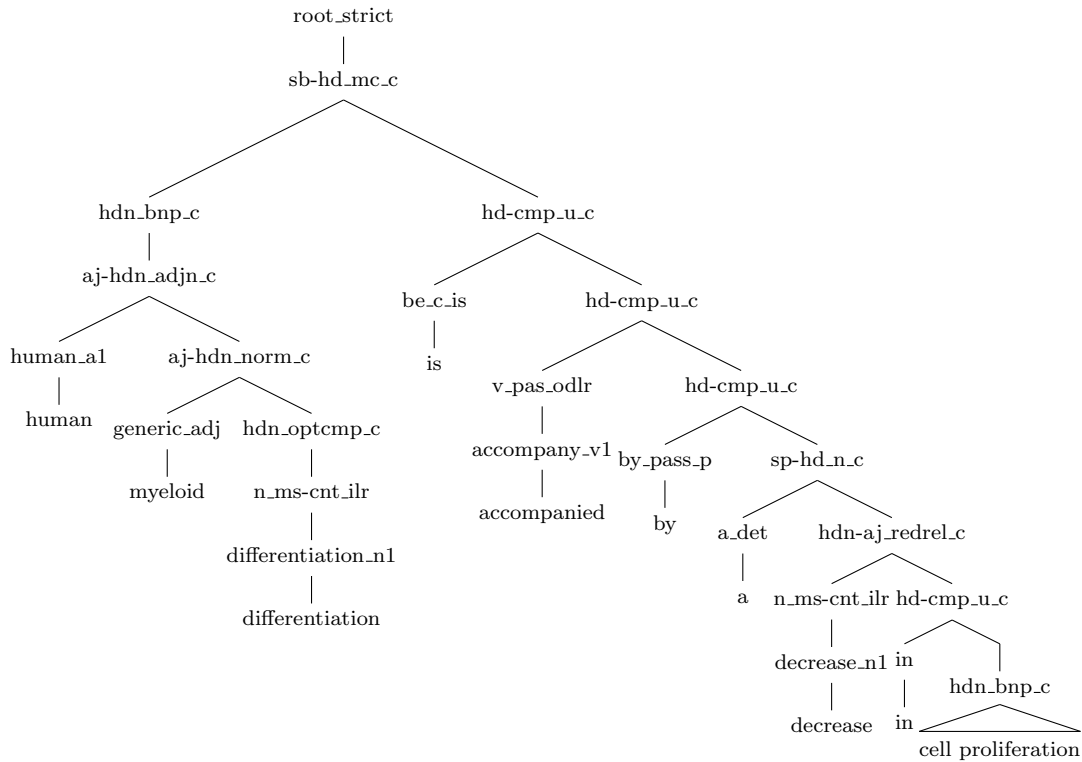 root_strict
sb-hd_mc_c
hdn_bnp_c hd-cmp_u_c
aj-hdn_adjn_c
be_c_is hd-cmp_u_c
human_a1 aj-hdn_norm_c
is
v_pas_odlr hd-cmp_u_c
human
generic_adj hdn_optcmp_c
accompany_v1 by_pass_p sp-hd_n_c
myeloid n_ms-cnt_ilr
accompanied
by
a_det hdn-aj_redrel_c
differentiation_n1
a n_ms-cnt_ilr hd-cmp_u_c
differentiation
decrease_n1 in
hdn_bnp_c
decrease in
cell proliferation